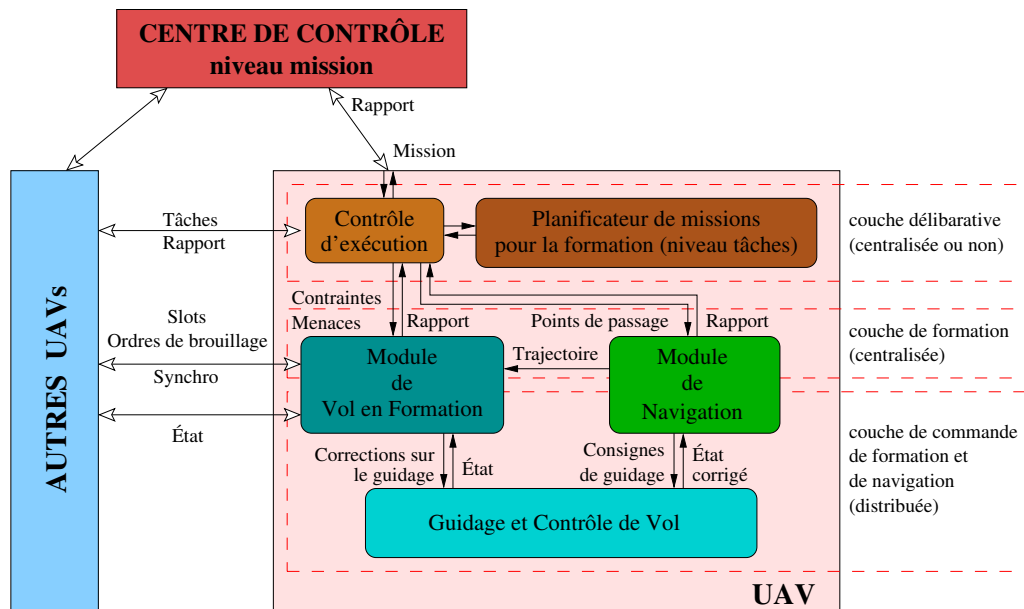 CENTRE DE CONTRÔLE
niveau mission
Rapport
Mission
AUTRES UAVs
Tâches
Rapport
Contrôle
d'exécution
Planificateur de missions
pour la formation (niveau tâches)
couche délibarative
(centralisée ou non)
Contraintes
Menaces
Rapport
Points de passage
Rapport
Slots
Ordres de brouillage
Synchro
État
Module
de
Vol en Formation
Trajectoire
Module
de
Navigation
couche de formation
(centralisée)
Corrections sur
le guidage
État
Consignes
de guidage
État
corrigé
couche de commande
de formation et
de navigation
(distribuée)
Guidage et Contrôle de Vol
UAV